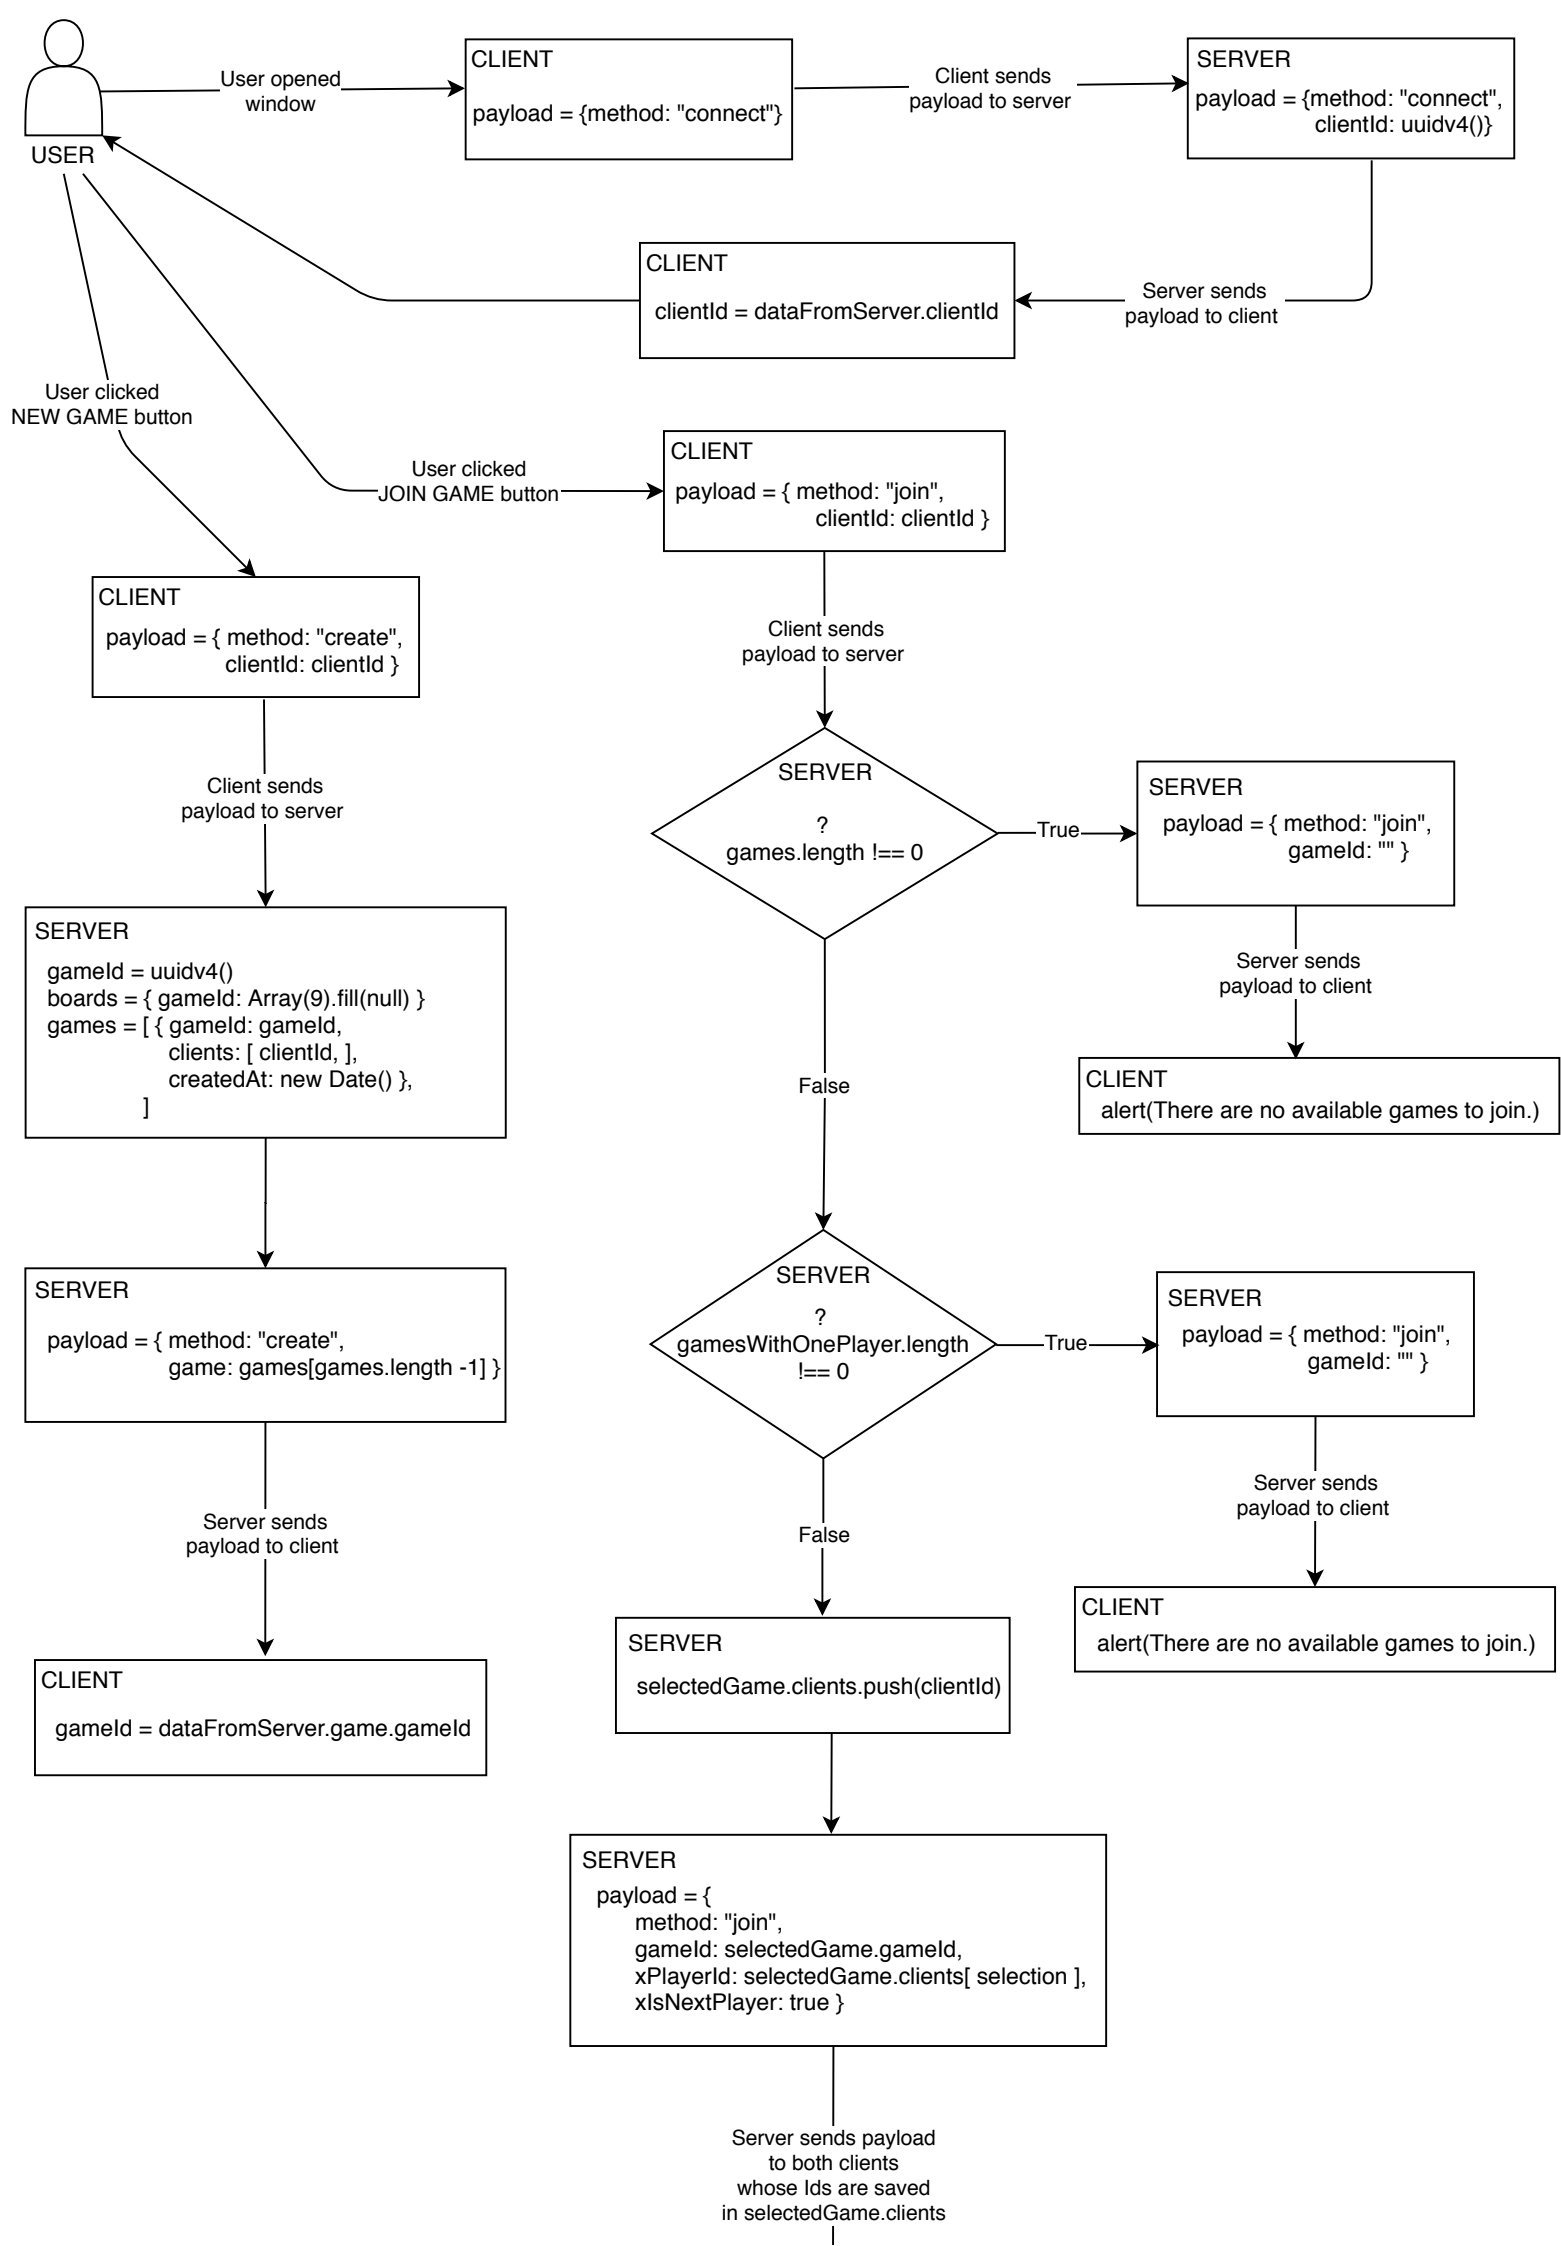 USER
User opened
window
CLIENT
payload = {method: "connect"}
Client sends
payload to server
SERVER
payload = {method: "connect",
clientId: uuidv4()}
Server sends
payload to client
CLIENT
clientId = dataFromServer.clientId
User clicked
NEW GAME button
User clicked
JOIN GAME button
CLIENT
payload = { method: "join",
clientId: clientId }
CLIENT
payload = { method: "create",
clientId: clientId }
Client sends
payload to server
SERVER
gameId = uuidv4()
boards = { gameId: Array(9).fill(null) }
games = [ { gameId: gameId,
clients: [ clientId, ],
createdAt: new Date() },
]
SERVER
payload = { method: "create",
game: games[games.length -1] }
Server sends
payload to client
CLIENT
gameId = dataFromServer.game.gameId
Client sends
payload to server
SERVER
?
games.length !== 0
True
SERVER
payload = { method: "join",
gameId: "" }
Server sends
payload to client
CLIENT
alert(There are no available games to join.)
False
SERVER
?
gamesWithOnePlayer.length
!== 0
True
SERVER
payload = { method: "join",
gameId: "" }
Server sends
payload to client
CLIENT
alert(There are no available games to join.)
False
SERVER
selectedGame.clients.push(clientId)
SERVER
payload = {
method: "join",
gameId: selectedGame.gameId,
xPlayerId: selectedGame.clients[ selection ],
xIsNextPlayer: true }
Server sends payload
to both clients
whose Ids are saved
in selectedGame.clients